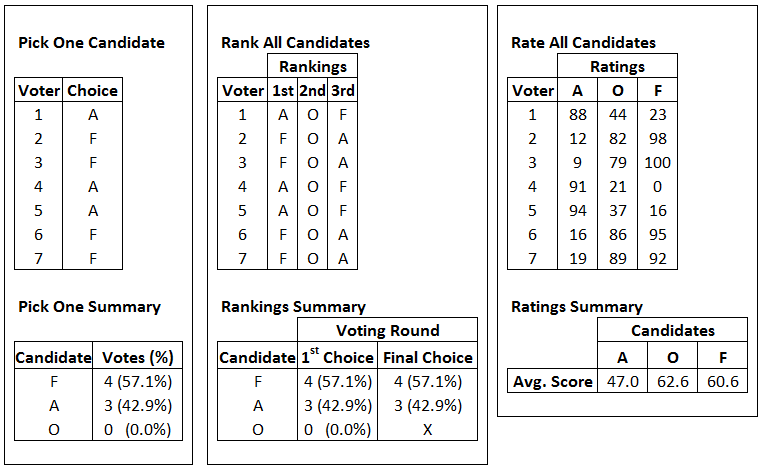 Pick One Candidate
Voter Choice
1 A
2 F
3 F
4 A
5 A
6 F
7 F
Pick One Summary
Candidate Votes (%)
F 4 (57.1%)
A 3 (42.9%)
O 0 (0.0%)
Rank All Candidates
Rankings
Voter 1st 2nd 3rd
1 A O F
2 F O A
3 F O A
4 A O F
5 A O F
6 F O A
7 F O A
Rankings Summary
Voting Round
Candidate 1st Choice Final Choice
F 4 (57.1%) 4 (57.1%)
A 3 (42.9%) 3 (42.9%)
O 0 (0.0%) X
Rate All Candidates
Ratings
Voter A O F
1 88 44 23
2 12 82 98
3 9 79 100
4 91 21 0
5 94 37 16
6 16 86 95
7 19 89 92
Ratings Summary
Candidates
A O F
Avg. Score 47.0 62.6 60.6